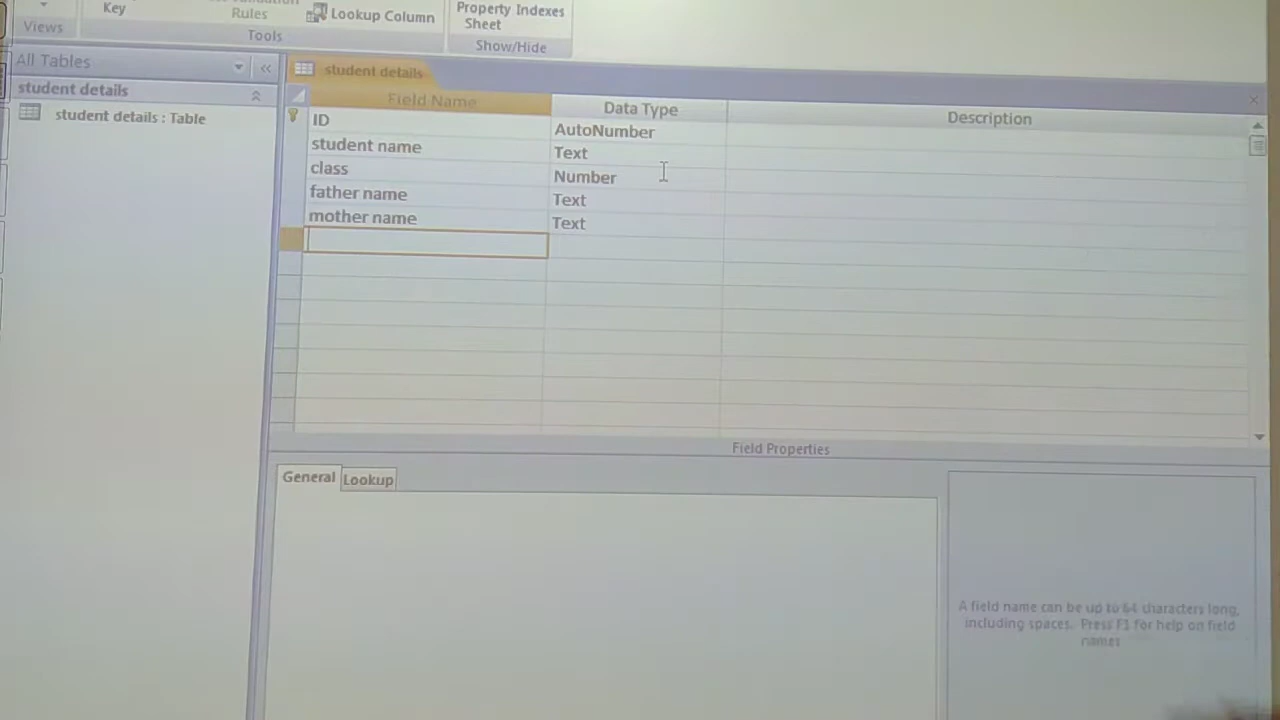 Key
Rules
Lookup Column
Property Indexes
Sheet
Views
Tools
Show/Hide
All Tables
student details
student details : Table
student details
Field Name
Data Type
Description
ID
AutoNumber
student name
Text
class
Number
father name
Text
mother name
Text
Field Properties
General
Lookup
A field name can be up to 64 characters long,
including spaces. Press F1 for help on field
names